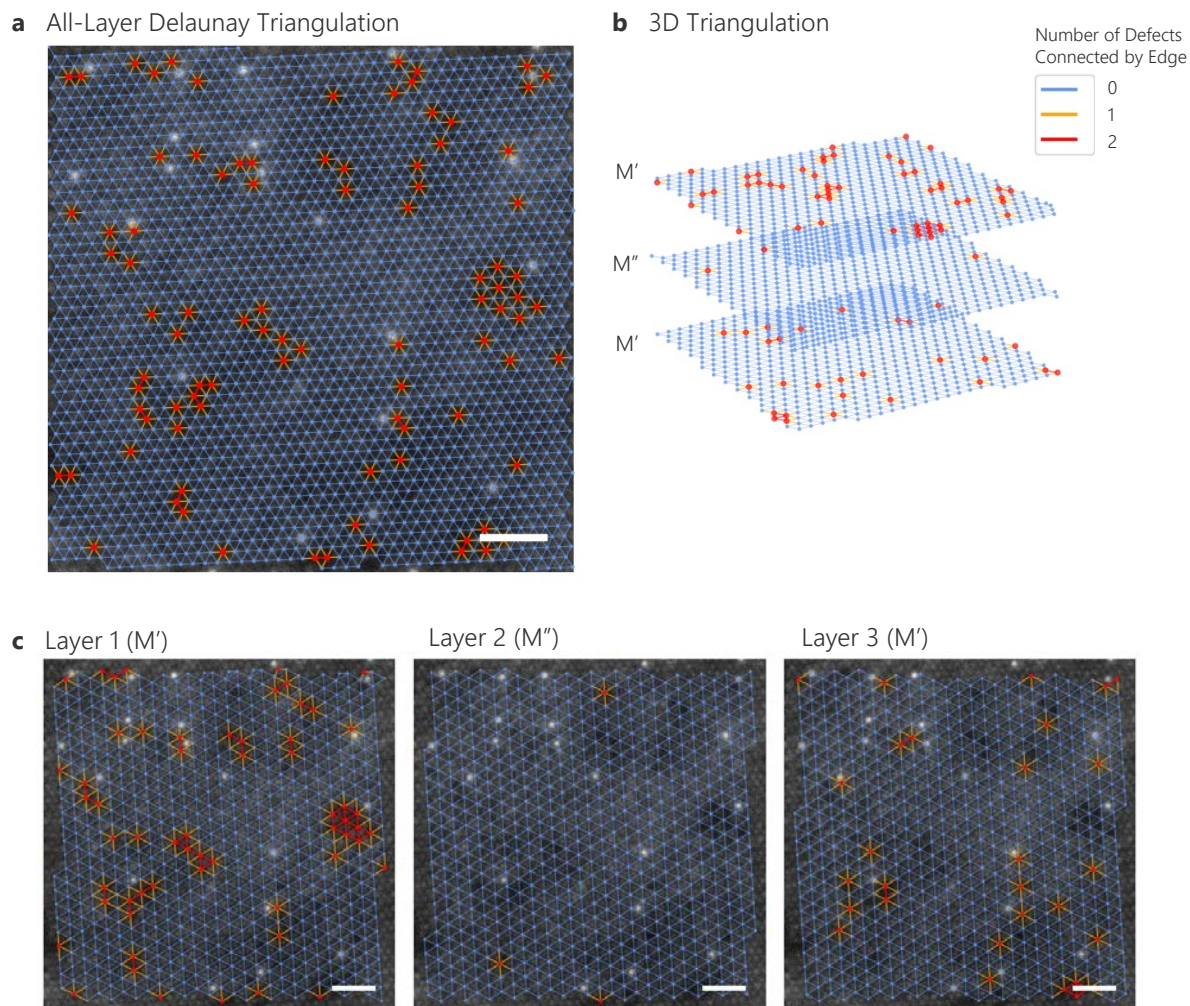 a All-Layer Delaunay Triangulation
b 3D Triangulation
Number of Defects
Connected by Edge
0
1
2
M′
M″
M′
c Layer 1 (M′)
Layer 2 (M″)
Layer 3 (M′)